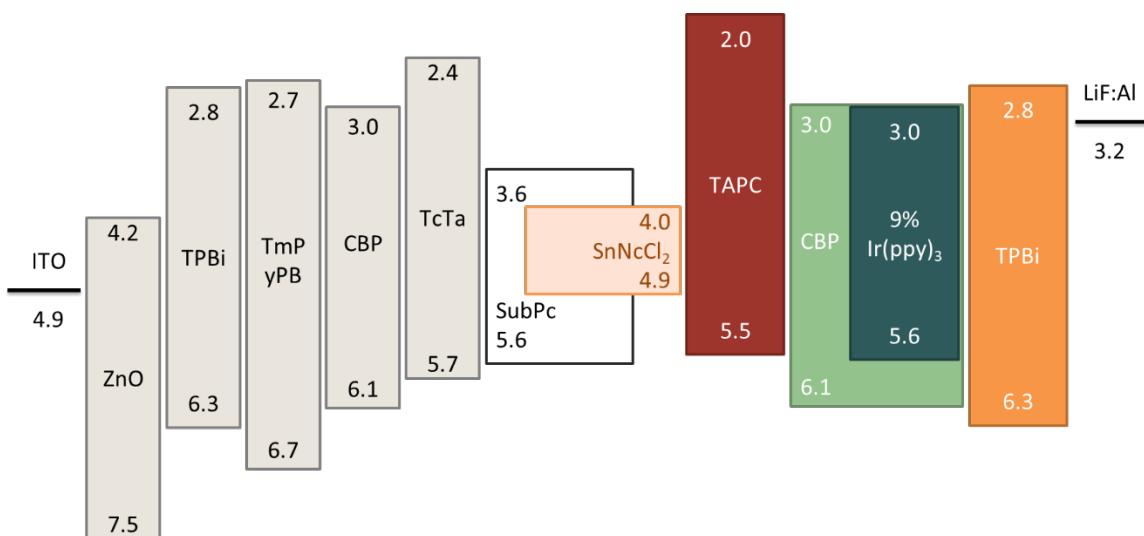 ITO
4.9
4.2
ZnO
7.5
2.8
TPBi
6.3
2.7
TmP
yPB
6.7
3.0
CBP
6.1
2.4
TcTa
5.7
3.6
SubPc
5.6
4.0
SnNcCl₂
4.9
2.0
TAPC
5.5
3.0
CBP
6.1
3.0
9%
Ir(ppy)₃
5.6
2.8
TPBi
6.3
LiF:Al
3.2